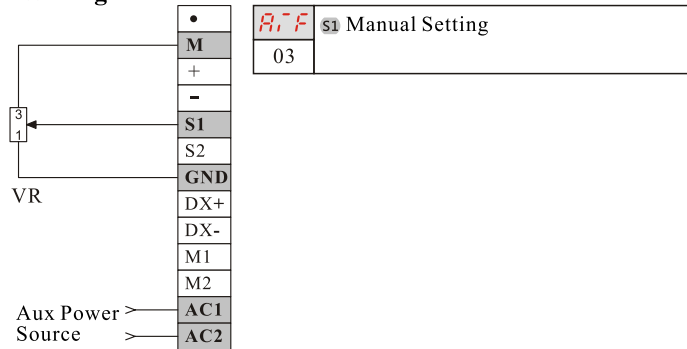 M
+
-
S1
S2
GND
DX+
DX-
M1
M2
AC1
AC2
3
1
VR
Aux Power
Source
S1 Manual Setting
03